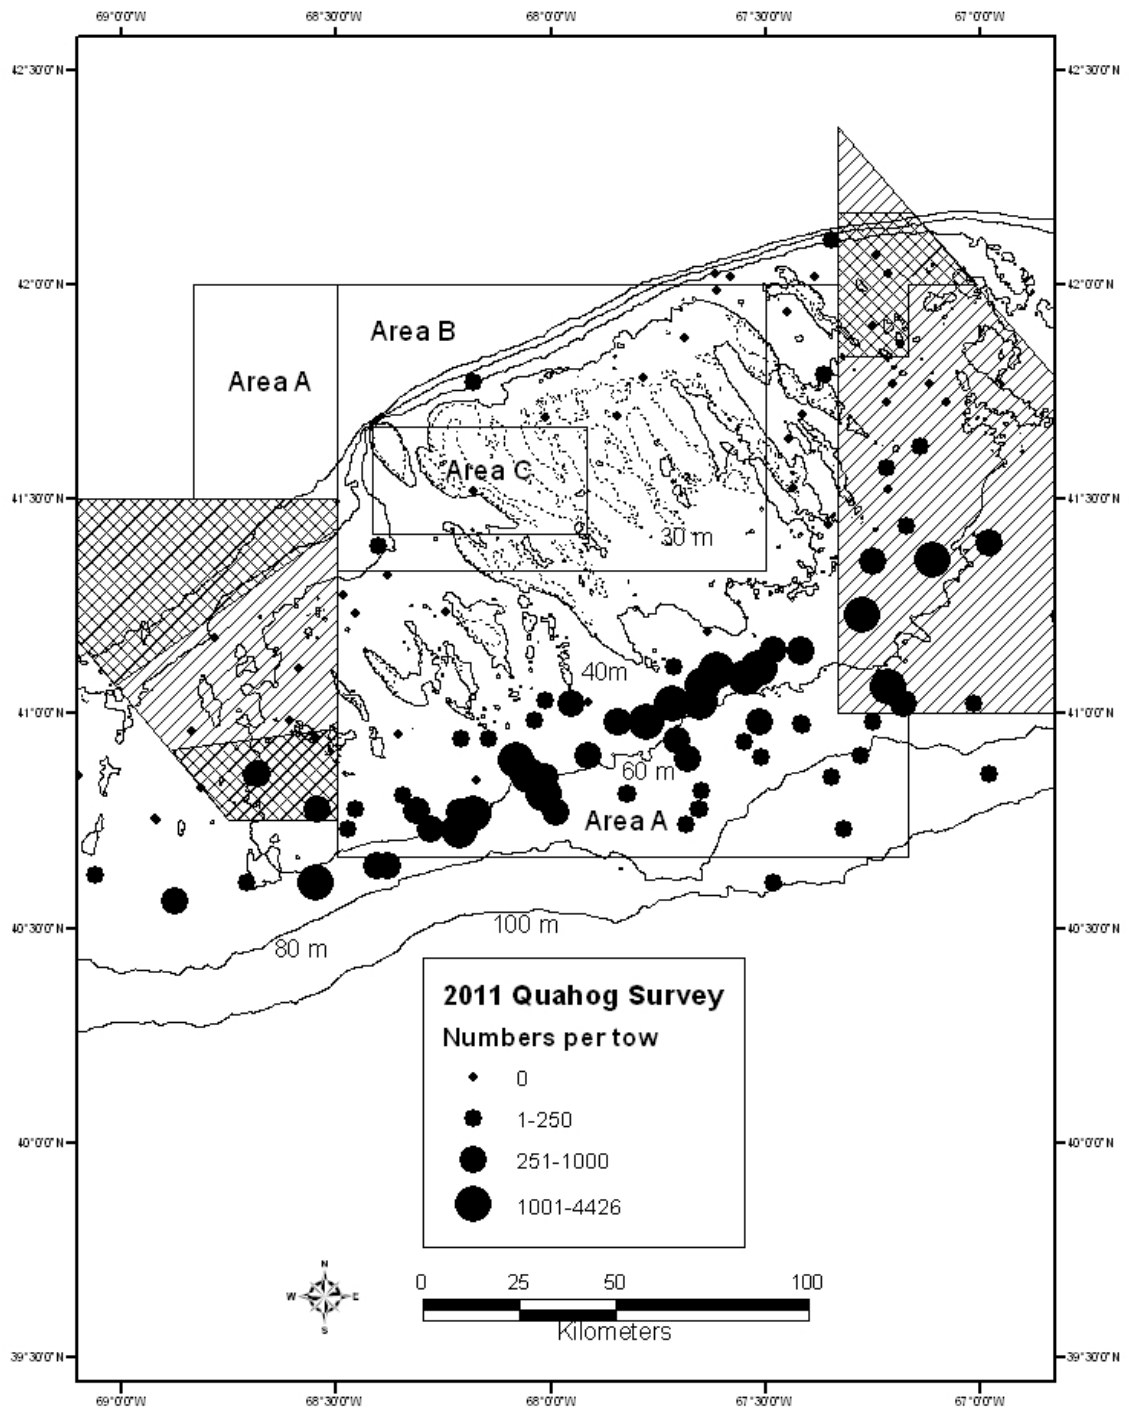 69°0'0"W 68°30'0"W 68°0'0"W 67°30'0"W 67°0'0"W
42°30'0"N 42°30'0"N
42°0'0"N 42°0'0"N
Area B
Area A
Area C
41°30'0"N 41°30'0"N
30 m
40m
41°0'0"N 41°0'0"N
60 m
Area A
40°30'0"N 40°30'0"N
100 m
80 m
2011 Quahog Survey
Numbers per tow
0
1-250
251-1000
1001-4426
40°0'0"N 40°0'0"N
N
W E
S
0 25 50 100
Kilometers
39°30'0"N 39°30'0"N
69°0'0"W 68°30'0"W 68°0'0"W 67°30'0"W 67°0'0"W